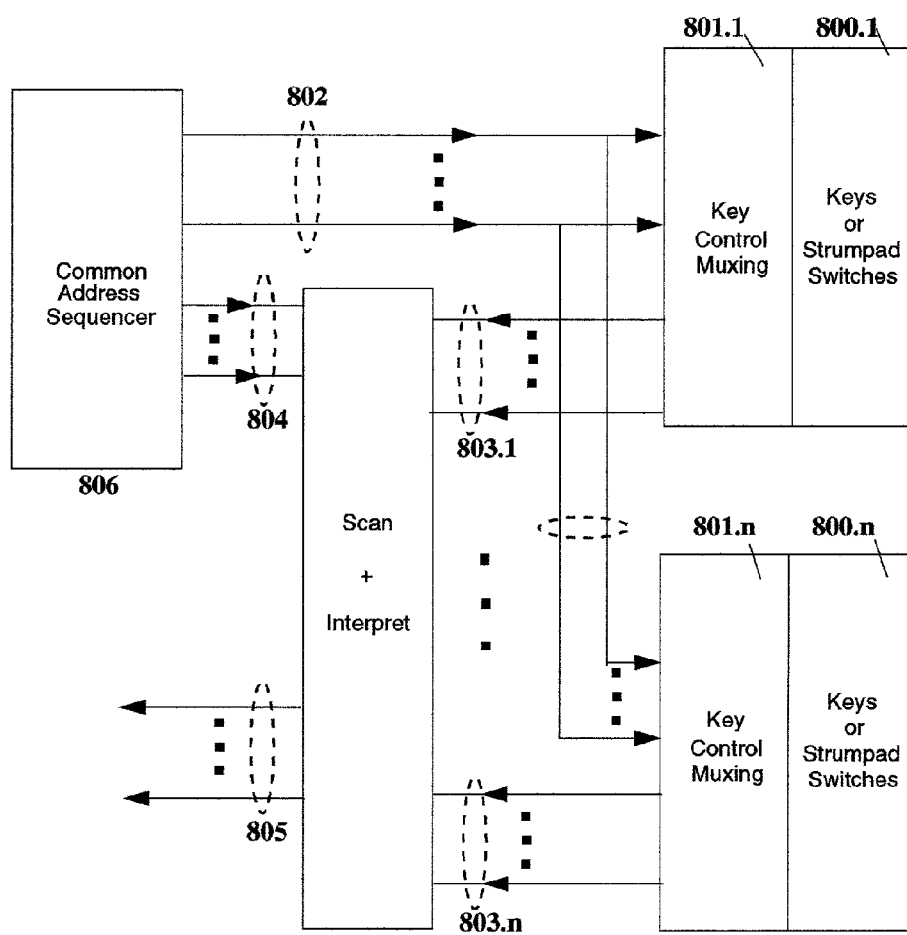 801.1
800.1
802
Common
Address
Sequencer
Key
Control
Muxing
Keys
or
Strumpad
Switches
804
803.1
806
Scan
+
Interpret
801.n
800.n
Key
Control
Muxing
Keys
or
Strumpad
Switches
805
803.n